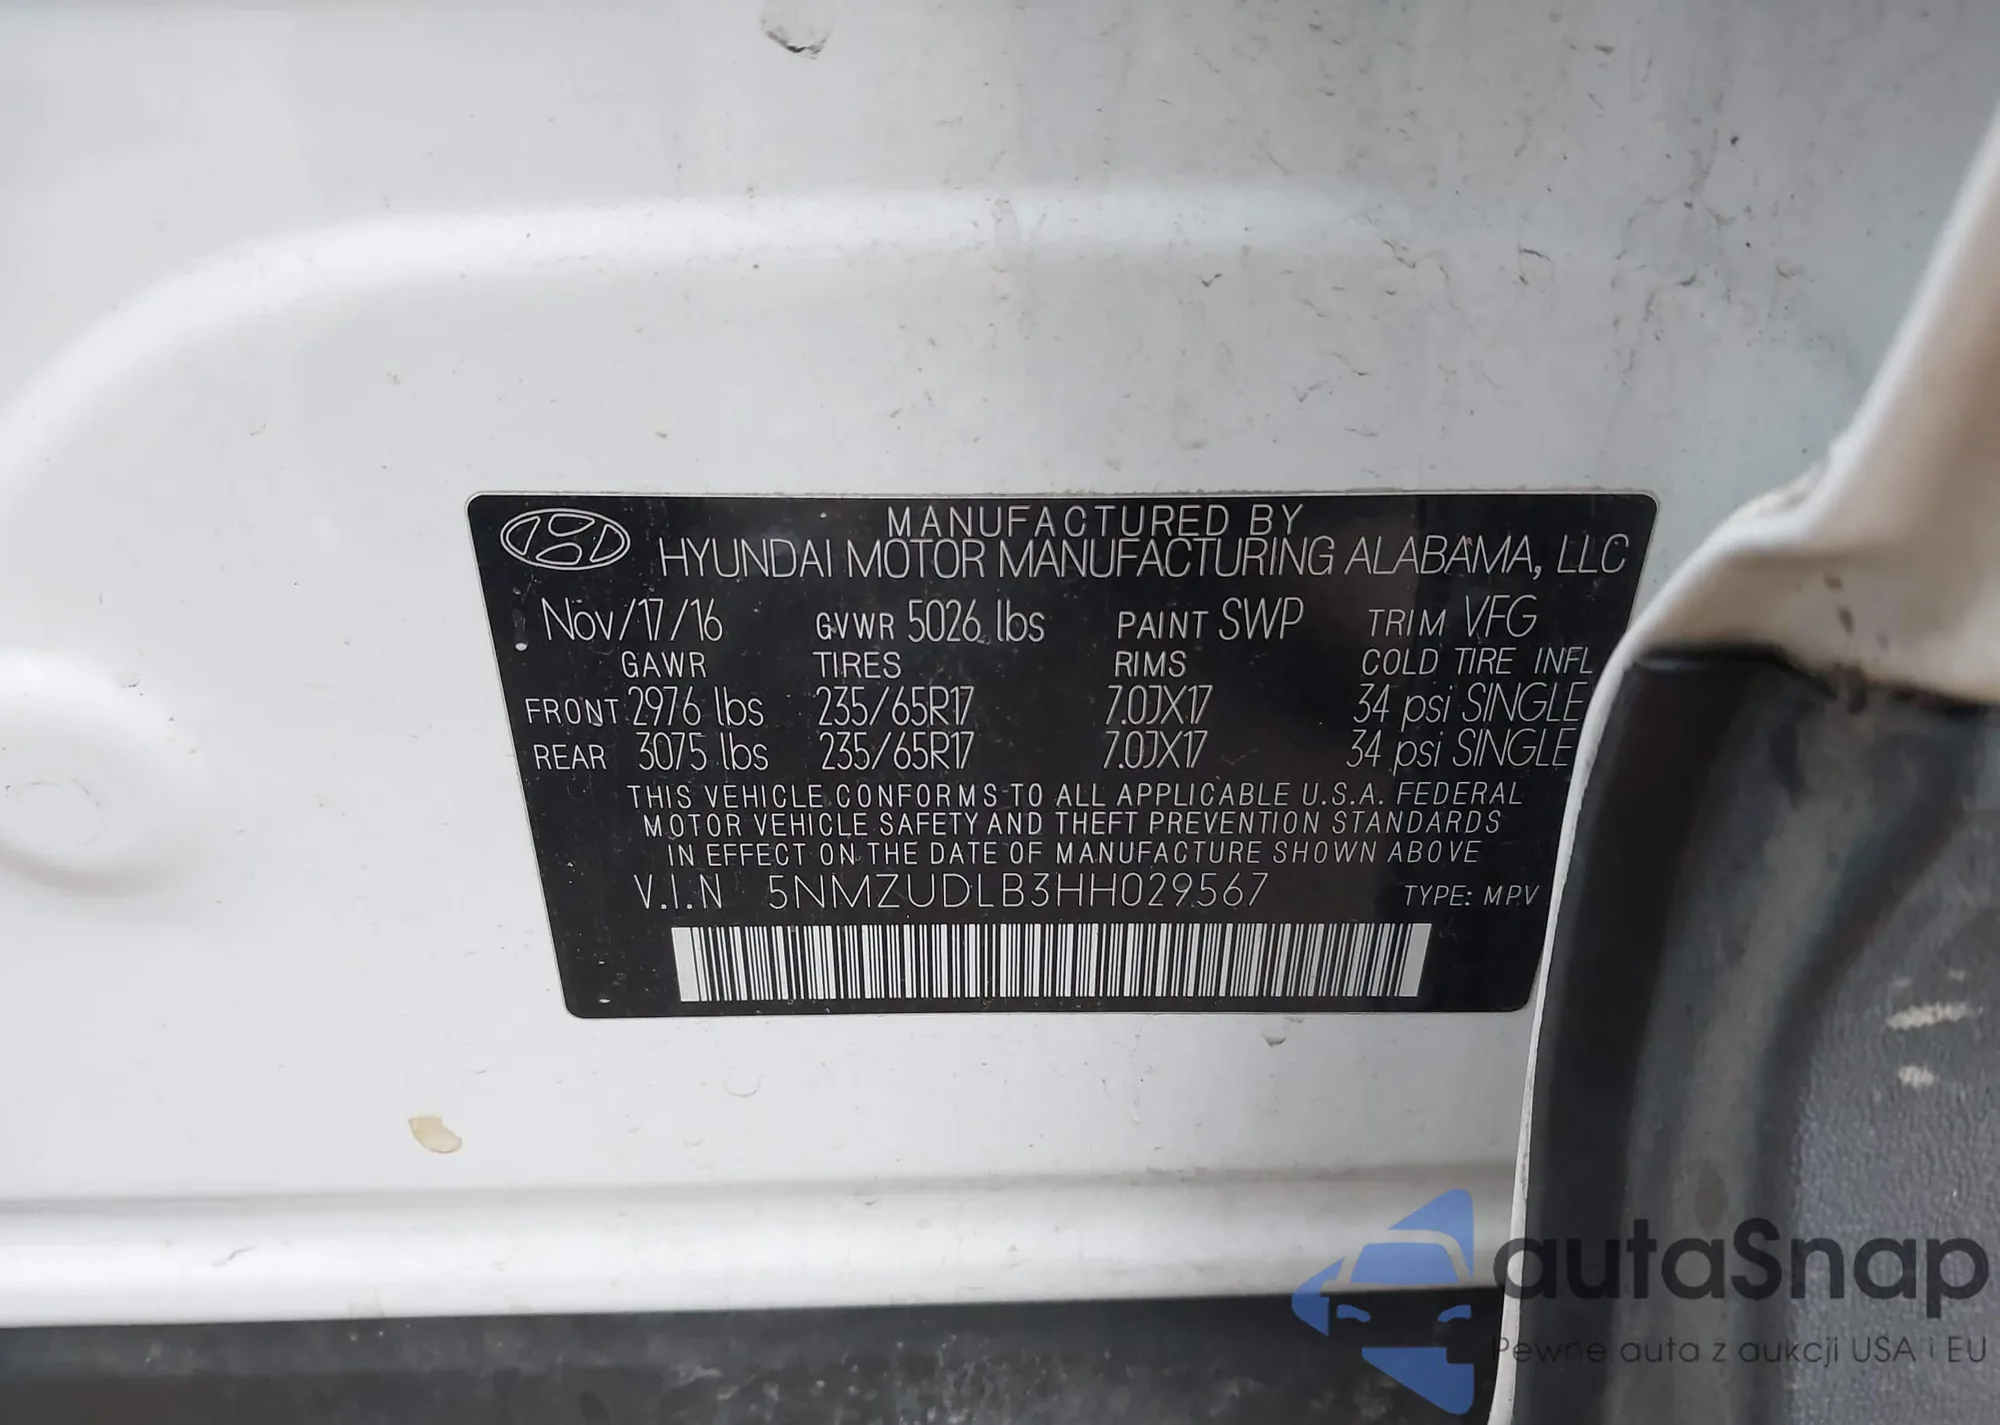 MANUFACTURED BY
HYUNDAI MOTOR MANUFACTURING ALABAMA, LLC
Nov/17/16 GVWR 5026 lbs PAINT SWP TRIM VFG
GAWR TIRES RIMS COLD TIRE INFL
FRONT 2976 lbs 235/65R17 7.0JX17 34 psi SINGLE
REAR 3075 lbs 235/65R17 7.0JX17 34 psi SINGLE
THIS VEHICLE CONFORMS TO ALL APPLICABLE U.S.A. FEDERAL
MOTOR VEHICLE SAFETY AND THEFT PREVENTION STANDARDS
IN EFFECT ON THE DATE OF MANUFACTURE SHOWN ABOVE
V.I.N 5NMZUDLB3HH029567 TYPE: MPV
autaSnap
Pewne auta z aukcji USA i EU